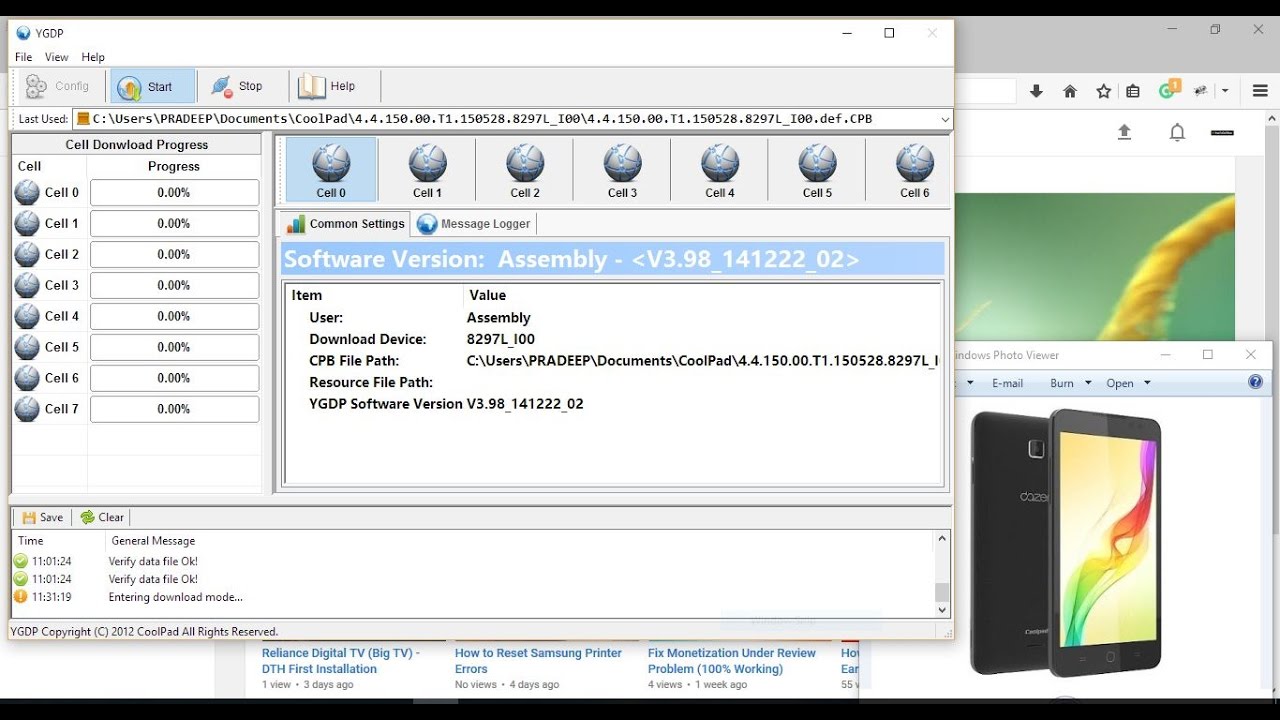 YGDP
File View Help
Config Start Stop Help
Last Used: C:\Users\PRADEEP\Documents\CoolPad\4.4.150.00.T1.150528.8297L_I00\4.4.150.00.T1.150528.8297L_I00.def.CPB
Cell Donwload Progress
Cell Progress
Cell 0 0.00%
Cell 1 0.00%
Cell 2 0.00%
Cell 3 0.00%
Cell 4 0.00%
Cell 5 0.00%
Cell 6 0.00%
Cell 7 0.00%
Cell 0 Cell 1 Cell 2 Cell 3 Cell 4 Cell 5 Cell 6
Common Settings Message Logger
Software Version: Assembly - <V3.98_141222_02>
Item Value
User: Assembly
Download Device: 8297L_I00
CPB File Path: C:\Users\PRADEEP\Documents\CoolPad\4.4.150.00.T1.150528.8297L_I
Resource File Path:
YGDP Software Version V3.98_141222_02
Save Clear
Time General Message
11:01:24 Verify data file Ok!
11:01:24 Verify data file Ok!
11:31:19 Entering download mode...
YGDP Copyright (C) 2012 CoolPad All Rights Reserved.
1
indows Photo Viewer
E-mail Burn Open
dazen
Coolpad
Reliance Digital TV (Big TV) -
DTH First Installation
1 view • 3 days ago
How to Reset Samsung Printer
Errors
No views • 4 days ago
Fix Monetization Under Review
Problem (100% Working)
4 views • 1 week ago
Ho
Ear
55 v